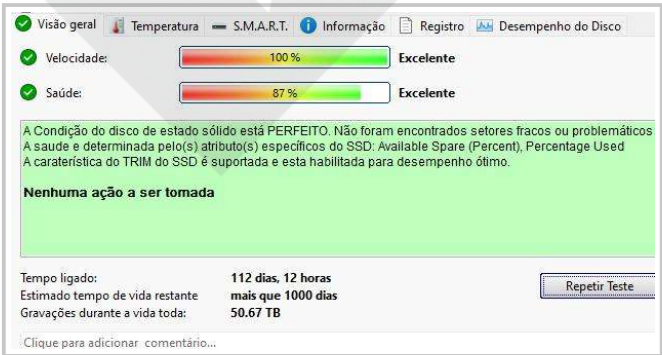 Visão geral Temperatura S.M.A.R.T. Informação Registro Desempenho do Disco
Velocidade: 100 % Excelente
Saúde: 87 % Excelente
A Condição do disco de estado sólido está PERFEITO. Não foram encontrados setores fracos ou problemáticos
A saude e determinada pelo(s) atributo(s) específicos do SSD: Available Spare (Percent), Percentage Used
A caraterística do TRIM do SSD é suportada e esta habilitada para desempenho ótimo.
Nenhuma ação a ser tomada
Tempo ligado: 112 dias, 12 horas
Repetir Teste
Estimado tempo de vida restante mais que 1000 dias
Gravações durante a vida toda: 50.67 TB
Clique para adicionar comentário...